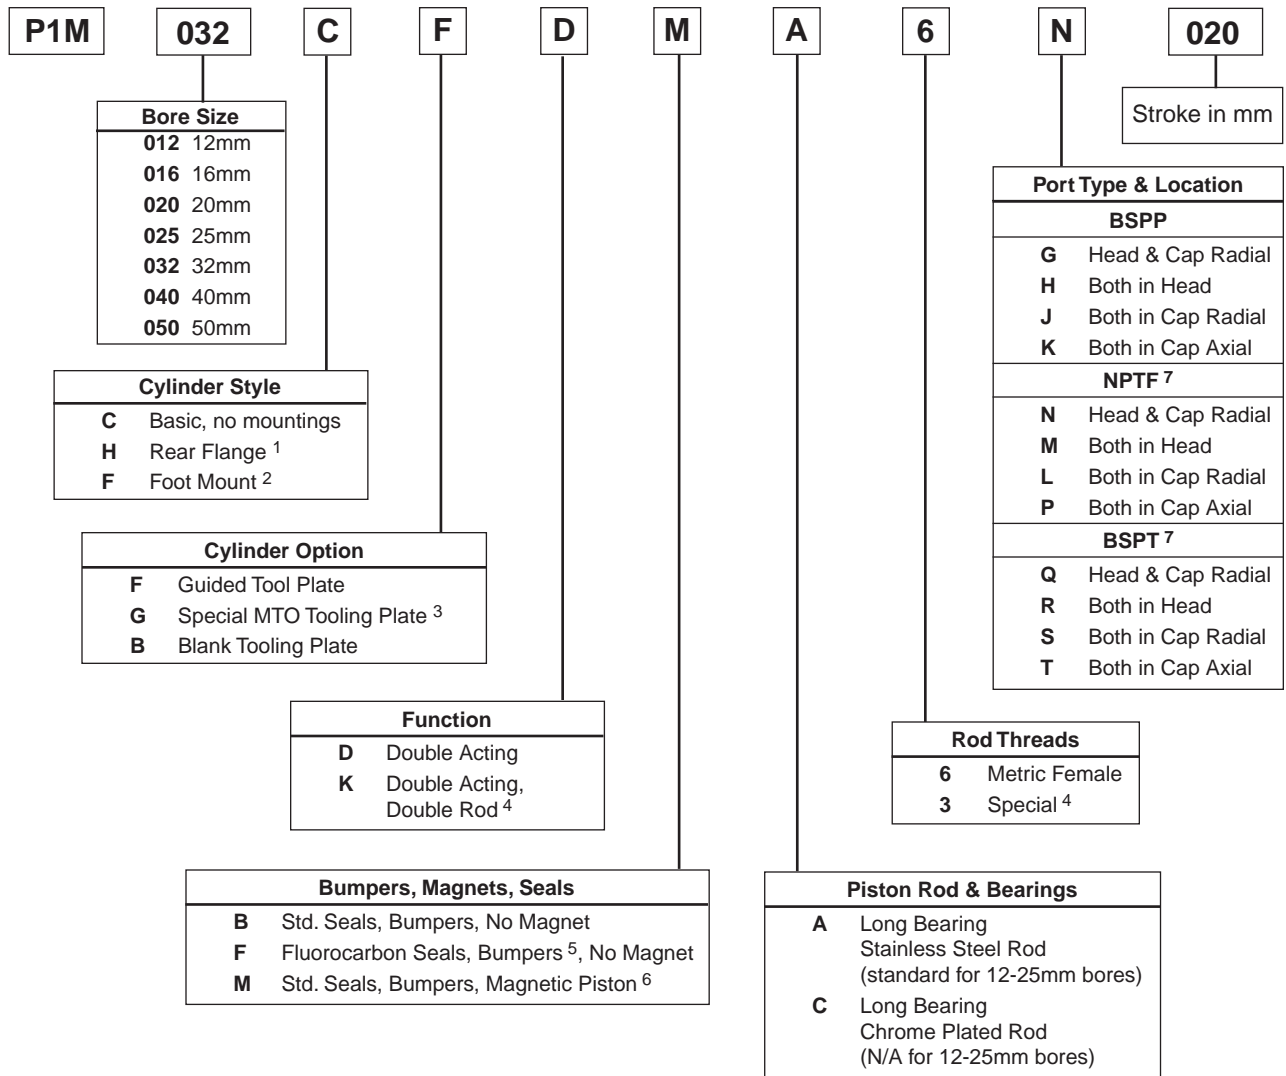 P1M 032 C F D M A 6 N 020
Bore Size
012 12mm
016 16mm
020 20mm
025 25mm
032 32mm
040 40mm
050 50mm
Stroke in mm
Port Type & Location
BSPP
G Head & Cap Radial
H Both in Head
J Both in Cap Radial
K Both in Cap Axial
NPTF 7
N Head & Cap Radial
M Both in Head
L Both in Cap Radial
P Both in Cap Axial
BSPT 7
Q Head & Cap Radial
R Both in Head
S Both in Cap Radial
T Both in Cap Axial
Cylinder Style
C Basic, no mountings
H Rear Flange 1
F Foot Mount 2
Cylinder Option
F Guided Tool Plate
G Special MTO Tooling Plate 3
B Blank Tooling Plate
Function
D Double Acting
K Double Acting,
Double Rod 4
Rod Threads
6 Metric Female
3 Special 4
Bumpers, Magnets, Seals
B Std. Seals, Bumpers, No Magnet
F Fluorocarbon Seals, Bumpers 5, No Magnet
M Std. Seals, Bumpers, Magnetic Piston 6
Piston Rod & Bearings
A Long Bearing
Stainless Steel Rod
(standard for 12-25mm bores)
C Long Bearing
Chrome Plated Rod
(N/A for 12-25mm bores)